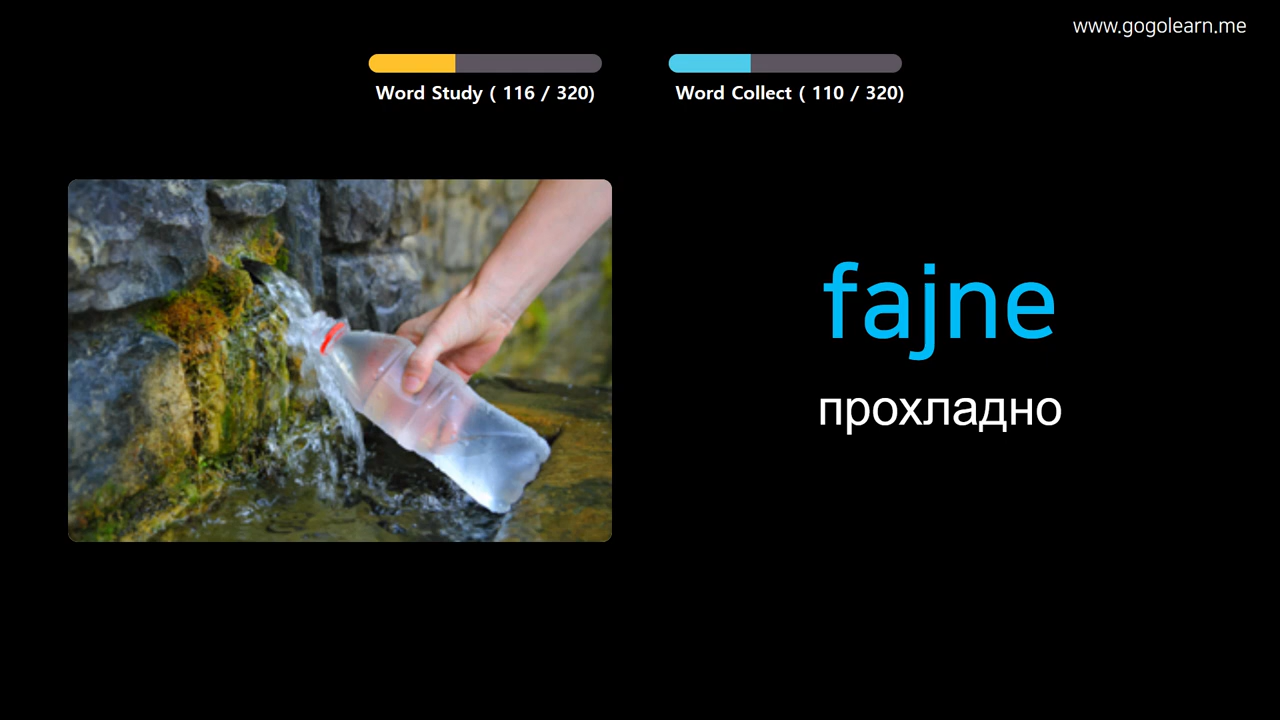 www.gogolearn.me
Word Study ( 116 / 320)
Word Collect ( 110 / 320)
fajne
прохладно